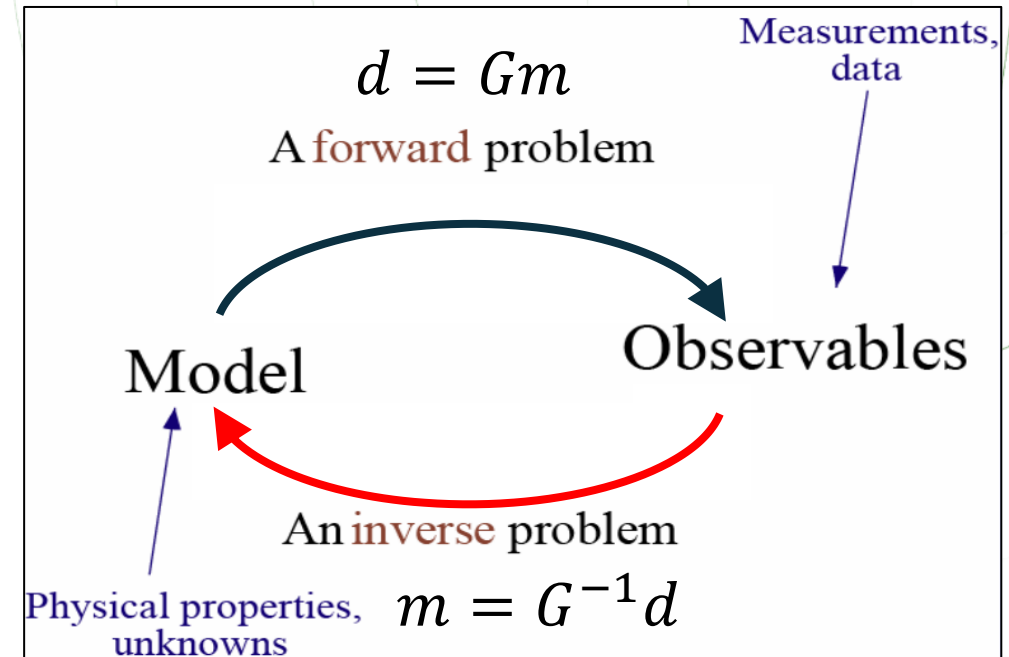 Measurements,
data
d = Gm
A forward problem
Model
Observables
An inverse problem
m = G⁻¹d
Physical properties,
unknowns